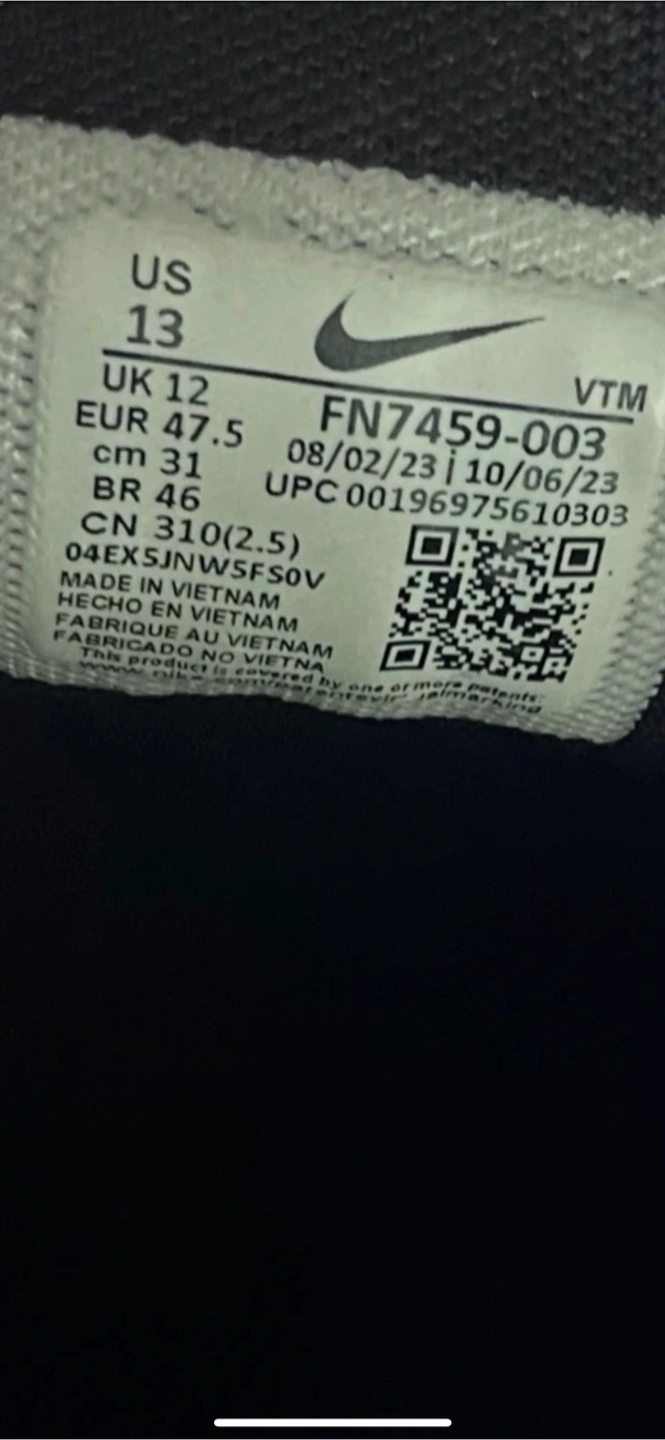 US
13
VTM
UK 12
EUR 47.5
cm 31
BR 46
CN 310(2.5)
04EX5JNW5FS0V
MADE IN VIETNAM
HECHO EN VIETNAM
FABRIQUE AU VIETNAM
FABRICADO NO VIETNA
FN7459-003
08/02/23 | 10/06/23
UPC 00196975610303
This product is covered by one or more patents: